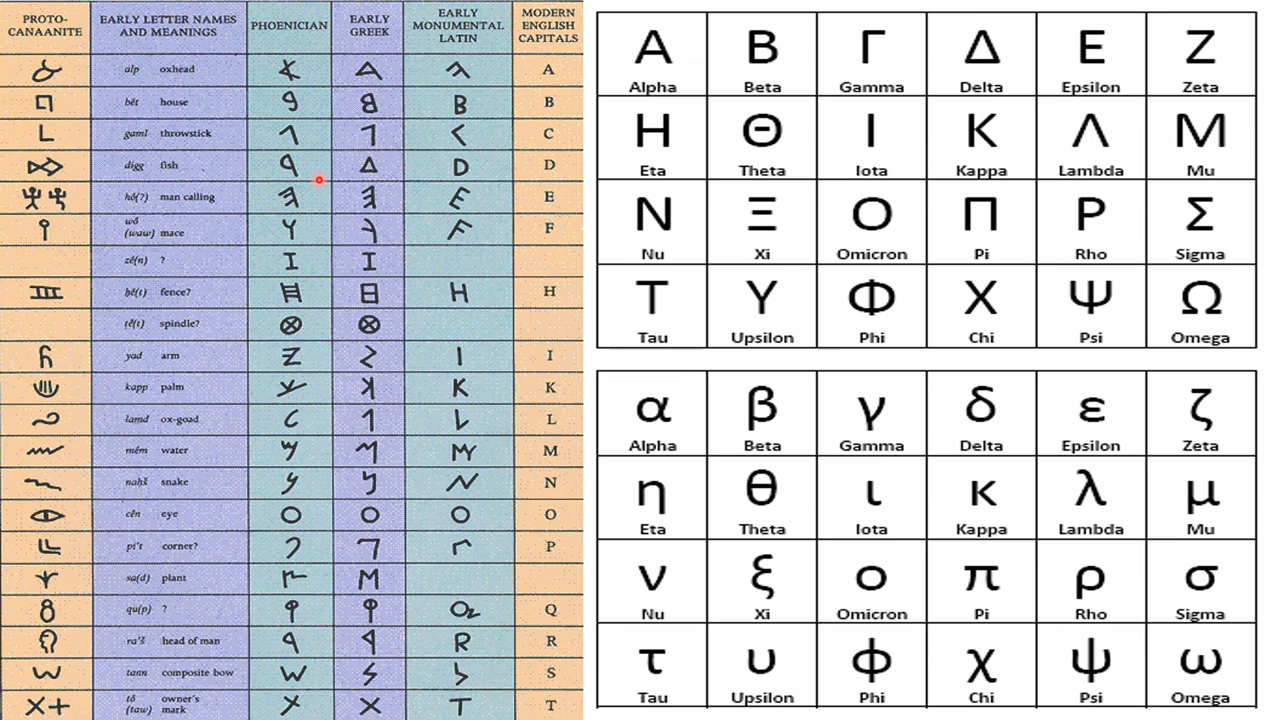 PROTO-CANAANITE EARLY LETTER NAMES AND MEANINGS PHOENICIAN EARLY GREEK EARLY MONUMENTAL LATIN MODERN ENGLISH CAPITALS
alp oxhead A
bêt house B
gaml throwstick C
digg fish D
hô(?) man calling E
wô (waw) mace F
zê(n) ?
ḥê(t) fence? H
ṭê(t) spindle?
yad arm I
kapp palm K
lamd ox-goad L
mêm water M
naḥš snake N
cên eye O
pi't corner? P
ṣa(d) plant
qu(p) ? Q
ra'š head of man R
tann composite bow S
tô (taw) owner's mark T
Α Β Γ Δ Ε Ζ
Alpha Beta Gamma Delta Epsilon Zeta
Η Θ Ι Κ Λ Μ
Eta Theta Iota Kappa Lambda Mu
Ν Ξ Ο Π Ρ Σ
Nu Xi Omicron Pi Rho Sigma
Τ Υ Φ Χ Ψ Ω
Tau Upsilon Phi Chi Psi Omega
α β γ δ ε ζ
Alpha Beta Gamma Delta Epsilon Zeta
η θ ι κ λ μ
Eta Theta Iota Kappa Lambda Mu
ν ξ ο π ρ σ
Nu Xi Omicron Pi Rho Sigma
τ υ φ χ ψ ω
Tau Upsilon Phi Chi Psi Omega